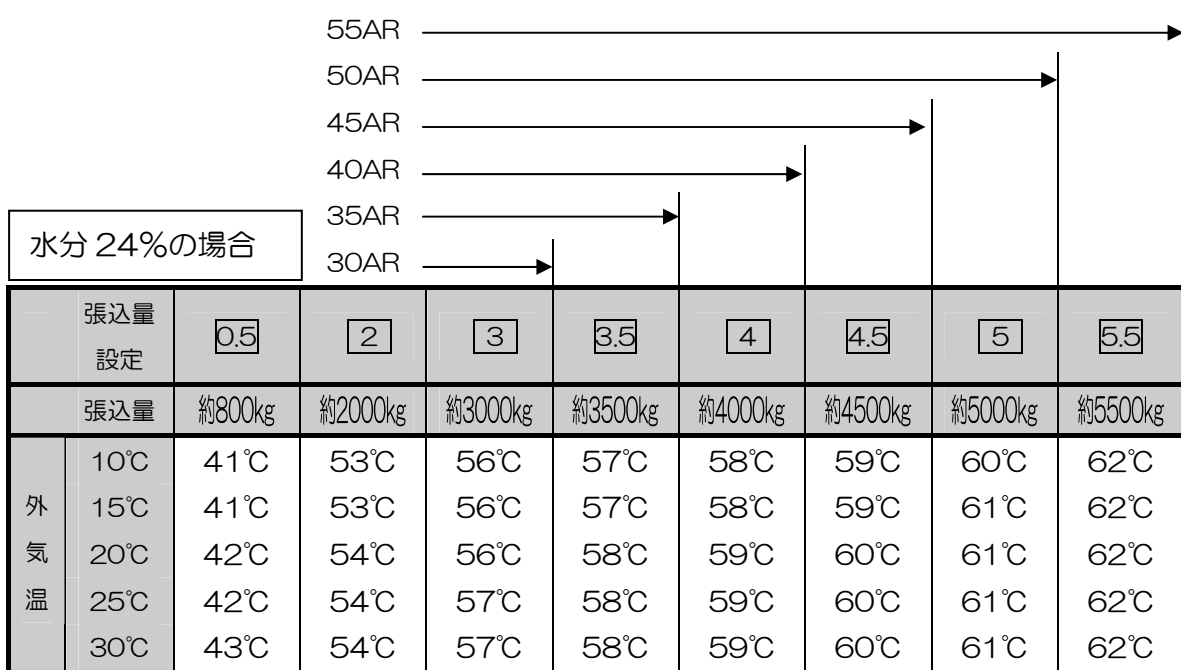 55AR
50AR
45AR
40AR
35AR
水分 24%の場合
30AR
張込量設定 0.5 2 3 3.5 4 4.5 5 5.5
張込量 約800kg 約2000kg 約3000kg 約3500kg 約4000kg 約4500kg 約5000kg 約5500kg
外気温
10℃ 41℃ 53℃ 56℃ 57℃ 58℃ 59℃ 60℃ 62℃
15℃ 41℃ 53℃ 56℃ 57℃ 58℃ 59℃ 61℃ 62℃
20℃ 42℃ 54℃ 56℃ 58℃ 59℃ 60℃ 61℃ 62℃
25℃ 42℃ 54℃ 57℃ 58℃ 59℃ 60℃ 61℃ 62℃
30℃ 43℃ 54℃ 57℃ 58℃ 59℃ 60℃ 61℃ 62℃